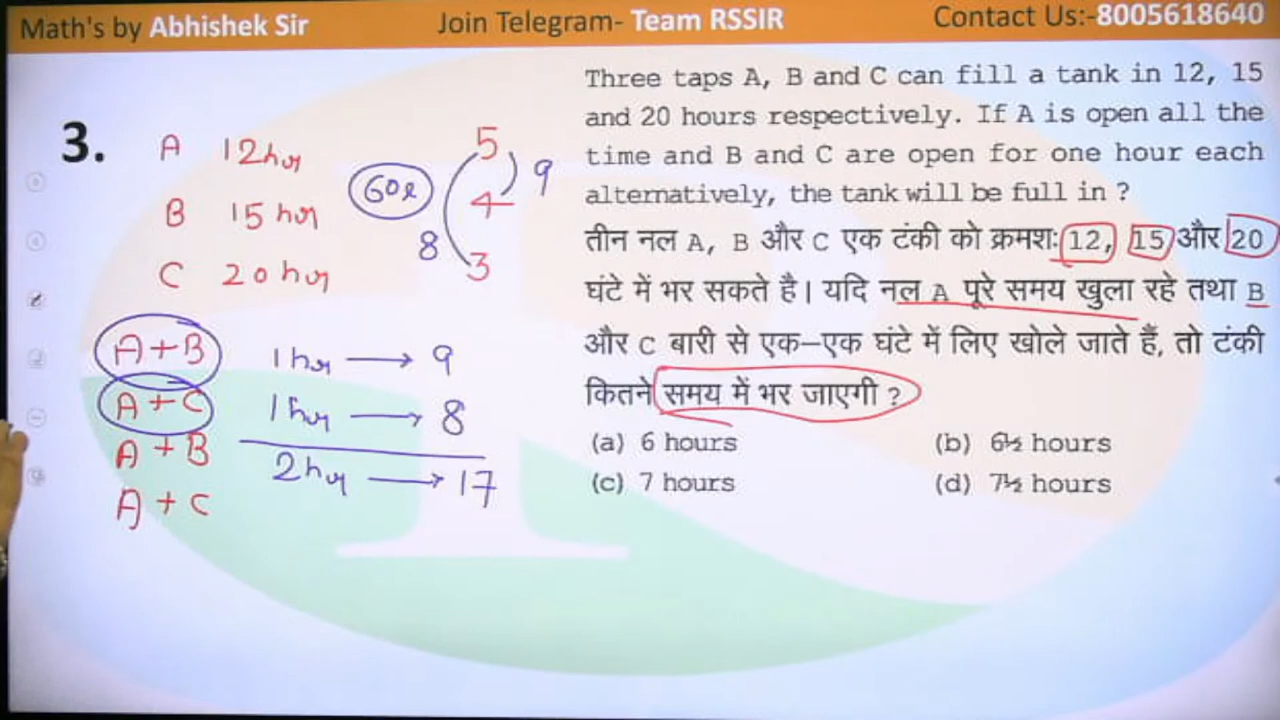 Math's by Abhishek Sir
Join Telegram- Team RSSIR
Contact Us:-8005618640
3.
A 12hr
B 15 hr
C 20 hr
60l
5
4
3
9
8
A+B 1hr → 9
A+C 1hr → 8
A+B 2hr → 17
A+C
Three taps A, B and C can fill a tank in 12, 15
and 20 hours respectively. If A is open all the
time and B and C are open for one hour each
alternatively, the tank will be full in ?
तीन नल A, B और C एक टंकी को क्रमशः 12, 15 और 20
घंटे में भर सकते है। यदि नल A पूरे समय खुला रहे तथा B
और C बारी से एक–एक घंटे में लिए खोले जाते हैं, तो टंकी
कितने समय में भर जाएगी ?
(a) 6 hours
(b) 6½ hours
(c) 7 hours
(d) 7½ hours